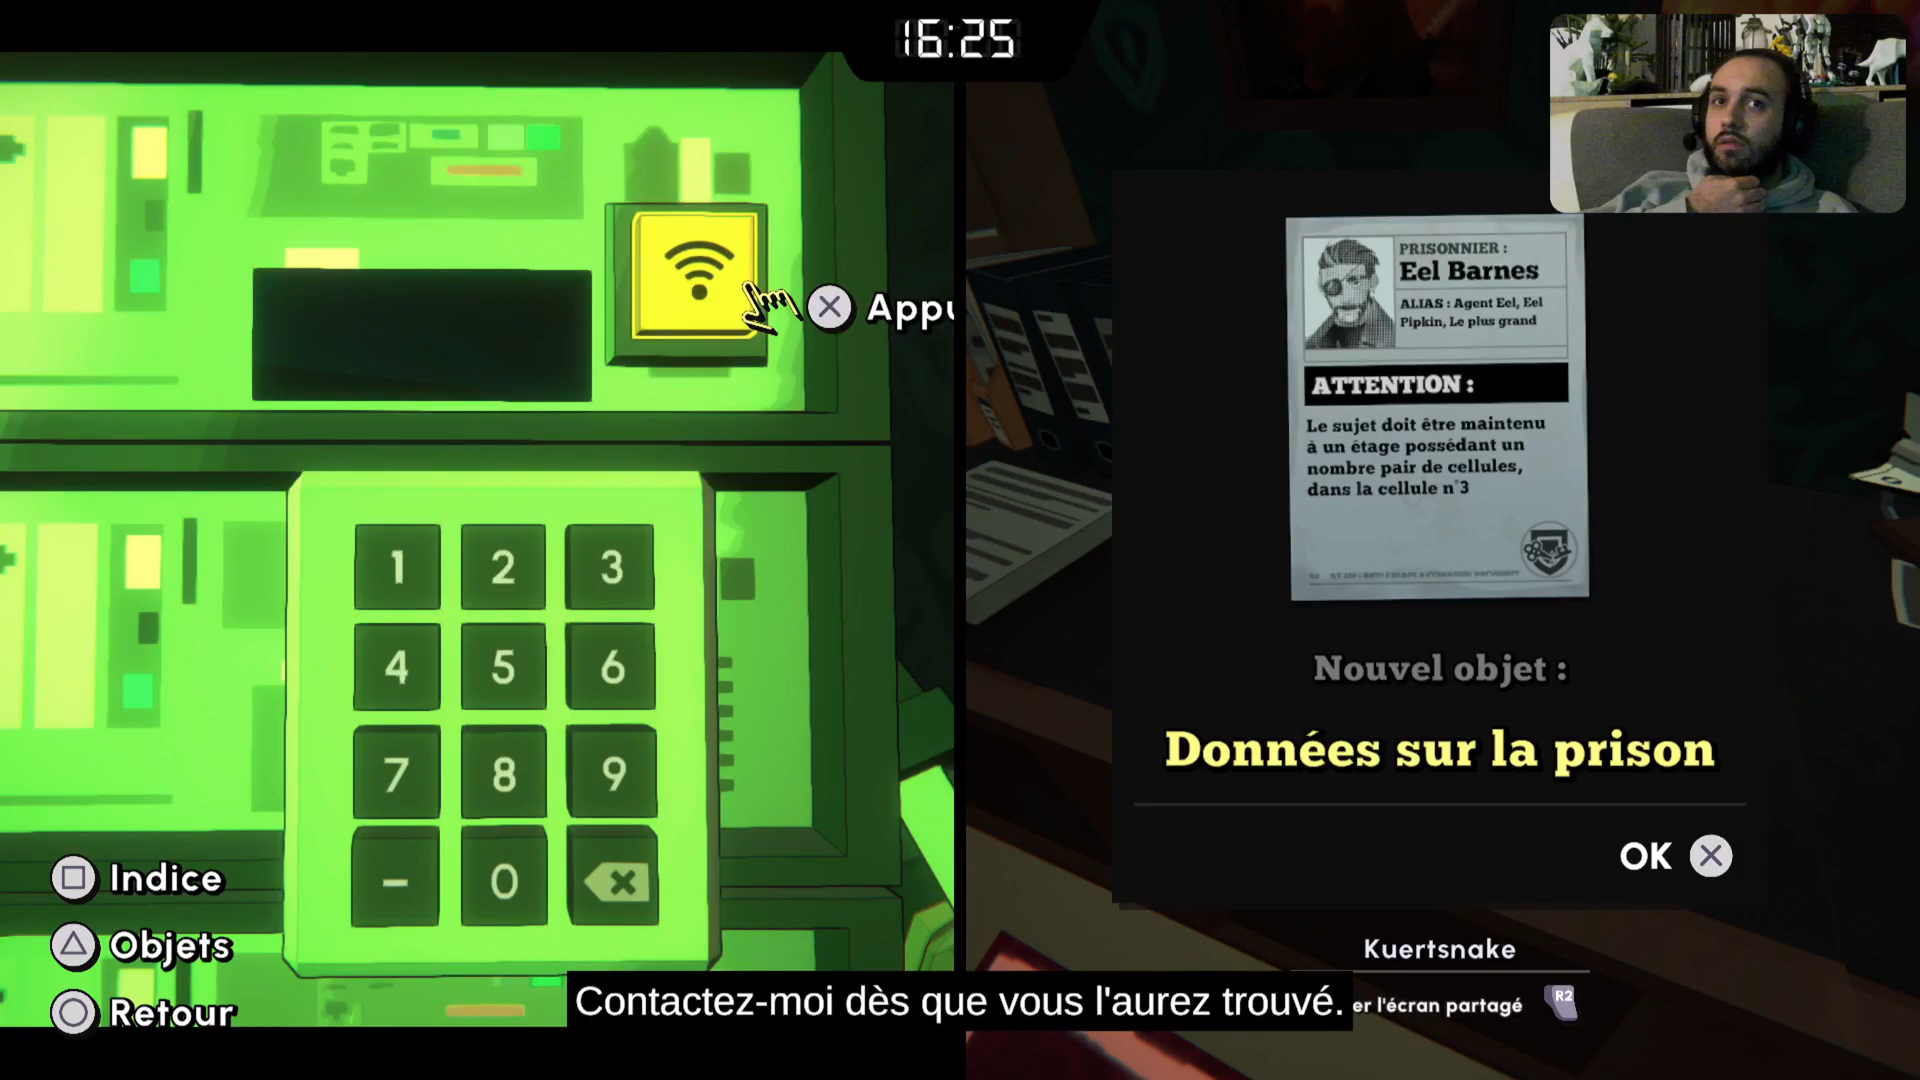 16:25
Appu
1 2 3
4 5 6
7 8 9
- 0
Indice
Objets
Retour
PRISONNIER :
Eel Barnes
ALIAS : Agent Eel, Eel
Pipkin, Le plus grand
ATTENTION :
Le sujet doit être maintenu
à un étage possédant un
nombre pair de cellules,
dans la cellule n°3
Nouvel objet :
Données sur la prison
OK
Kuertsnake
er l'écran partagé
R2
Contactez-moi dès que vous l'aurez trouvé.